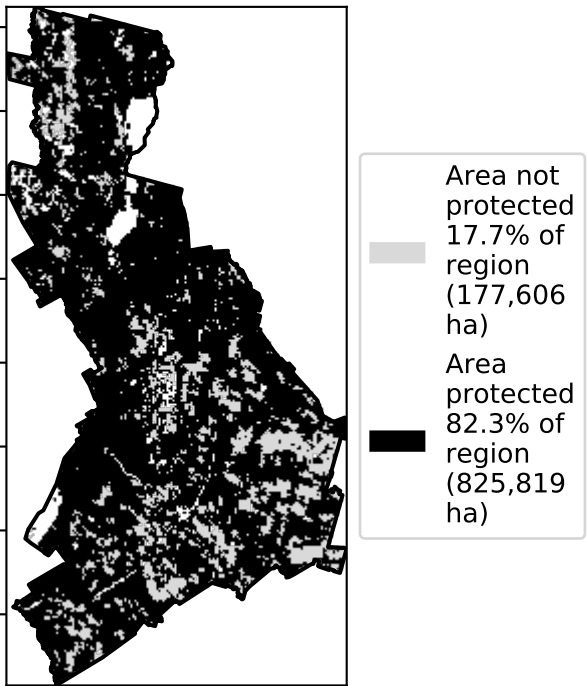 Area not
protected
17.7% of
region
(177,606
ha)
Area
protected
82.3% of
region
(825,819
ha)